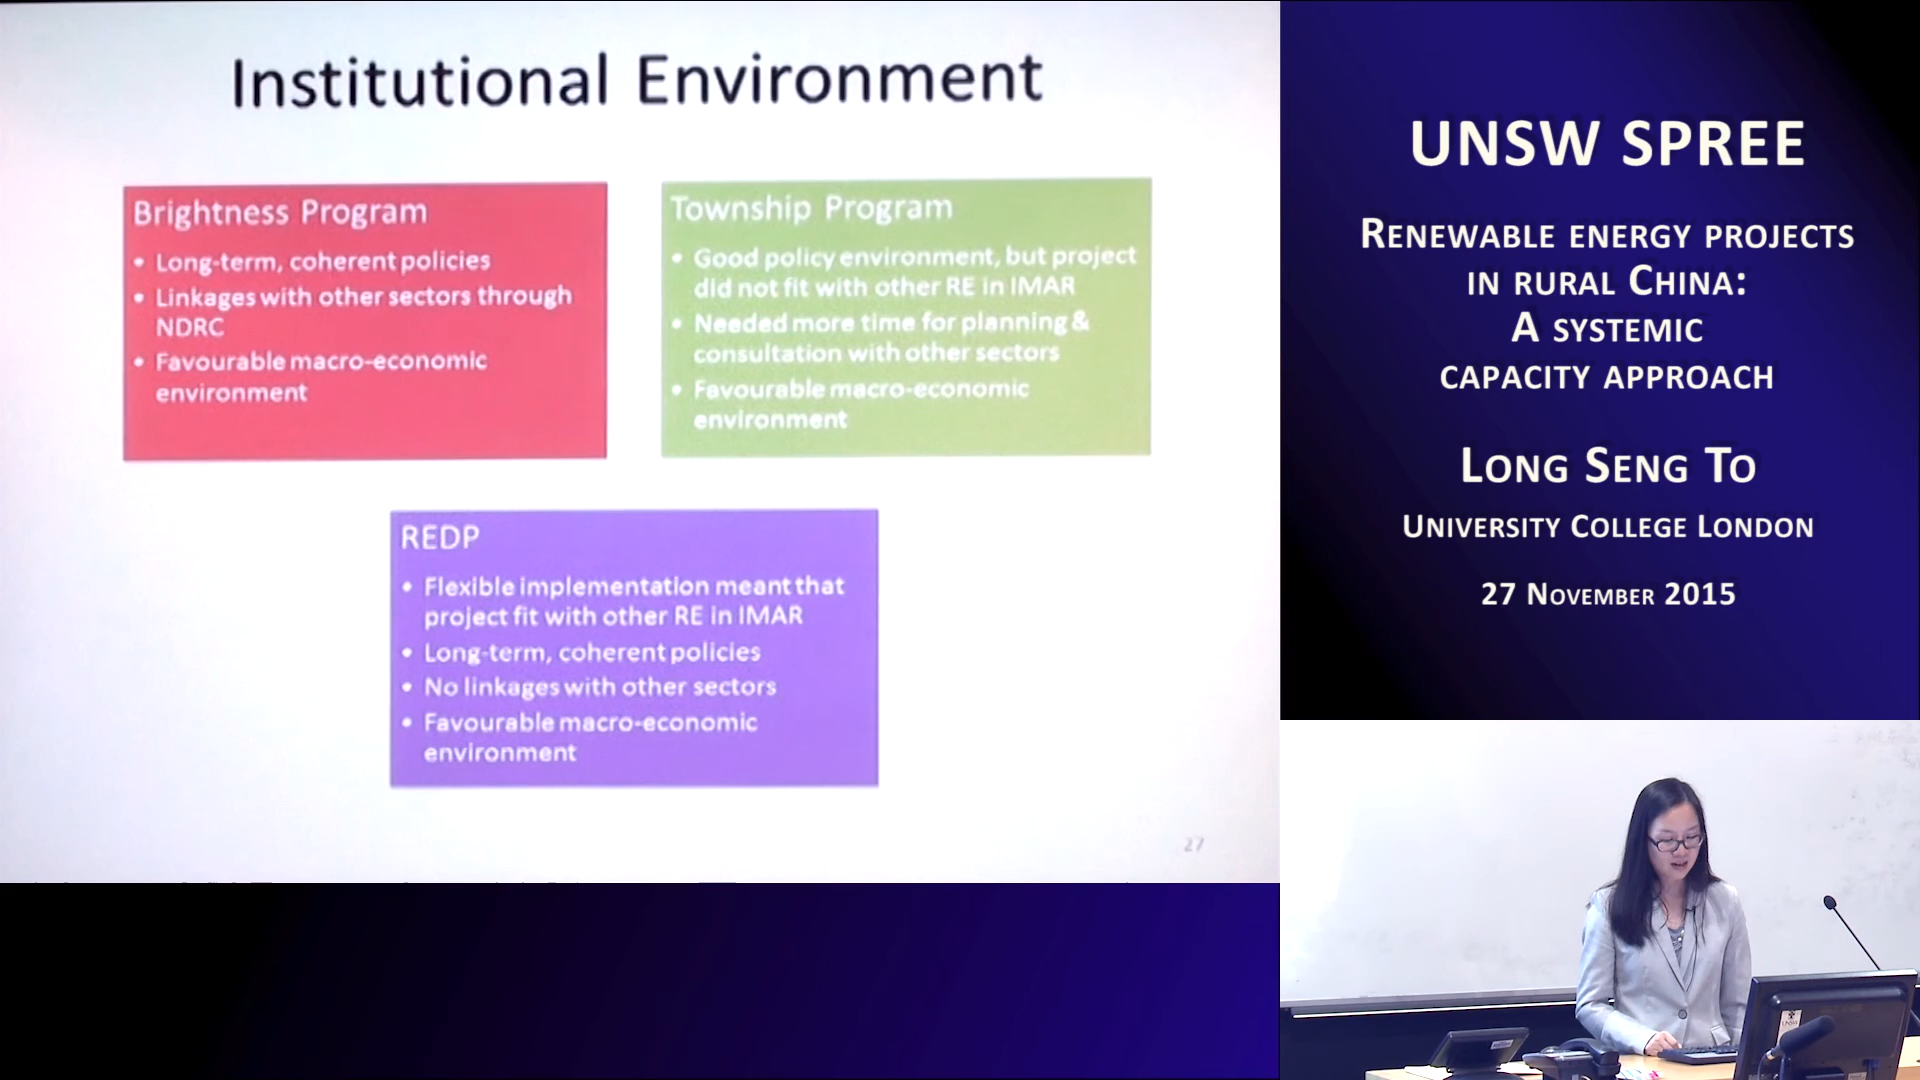 Institutional Environment
Brightness Program
• Long-term, coherent policies
• Linkages with other sectors through
NDRC
• Favourable macro-economic
environment
Township Program
• Good policy environment, but project
did not fit with other RE in IMAR
• Needed more time for planning &
consultation with other sectors
• Favourable macro-economic
environment
REDP
• Flexible implementation meant that
project fit with other RE in IMAR
• Long-term, coherent policies
• No linkages with other sectors
• Favourable macro-economic
environment
27
UNSW SPREE
Renewable energy projects
in rural China:
A systemic
capacity approach
Long Seng To
University College London
27 November 2015
UNSW